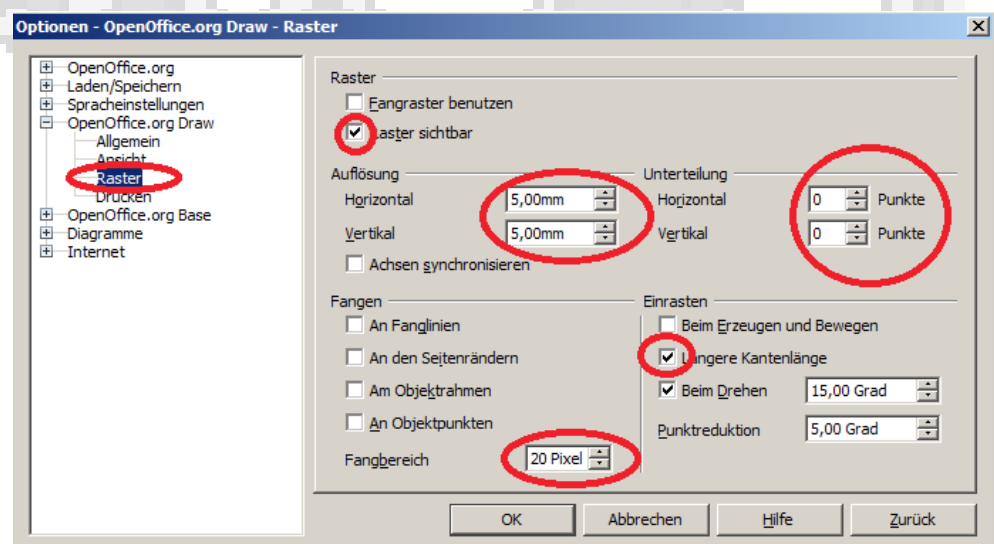 Optionen - OpenOffice.org Draw - Raster
OpenOffice.org
Laden/Speichern
Spracheinstellungen
OpenOffice.org Draw
Allgemein
Ansicht
Raster
Drucken
OpenOffice.org Base
Diagramme
Internet
Raster
Fangraster benutzen
Raster sichtbar
Auflösung
Horizontal 5,00mm
Vertikal 5,00mm
Achsen synchronisieren
Unterteilung
Horizontal 0 Punkte
Vertikal 0 Punkte
Fangen
An Fanglinien
An den Seitenrändern
Am Objektrahmen
An Objektpunkten
Fangbereich 20 Pixel
Einrasten
Beim Erzeugen und Bewegen
Längere Kantenlänge
Beim Drehen 15,00 Grad
Punktreduktion 5,00 Grad
OK Abbrechen Hilfe Zurück